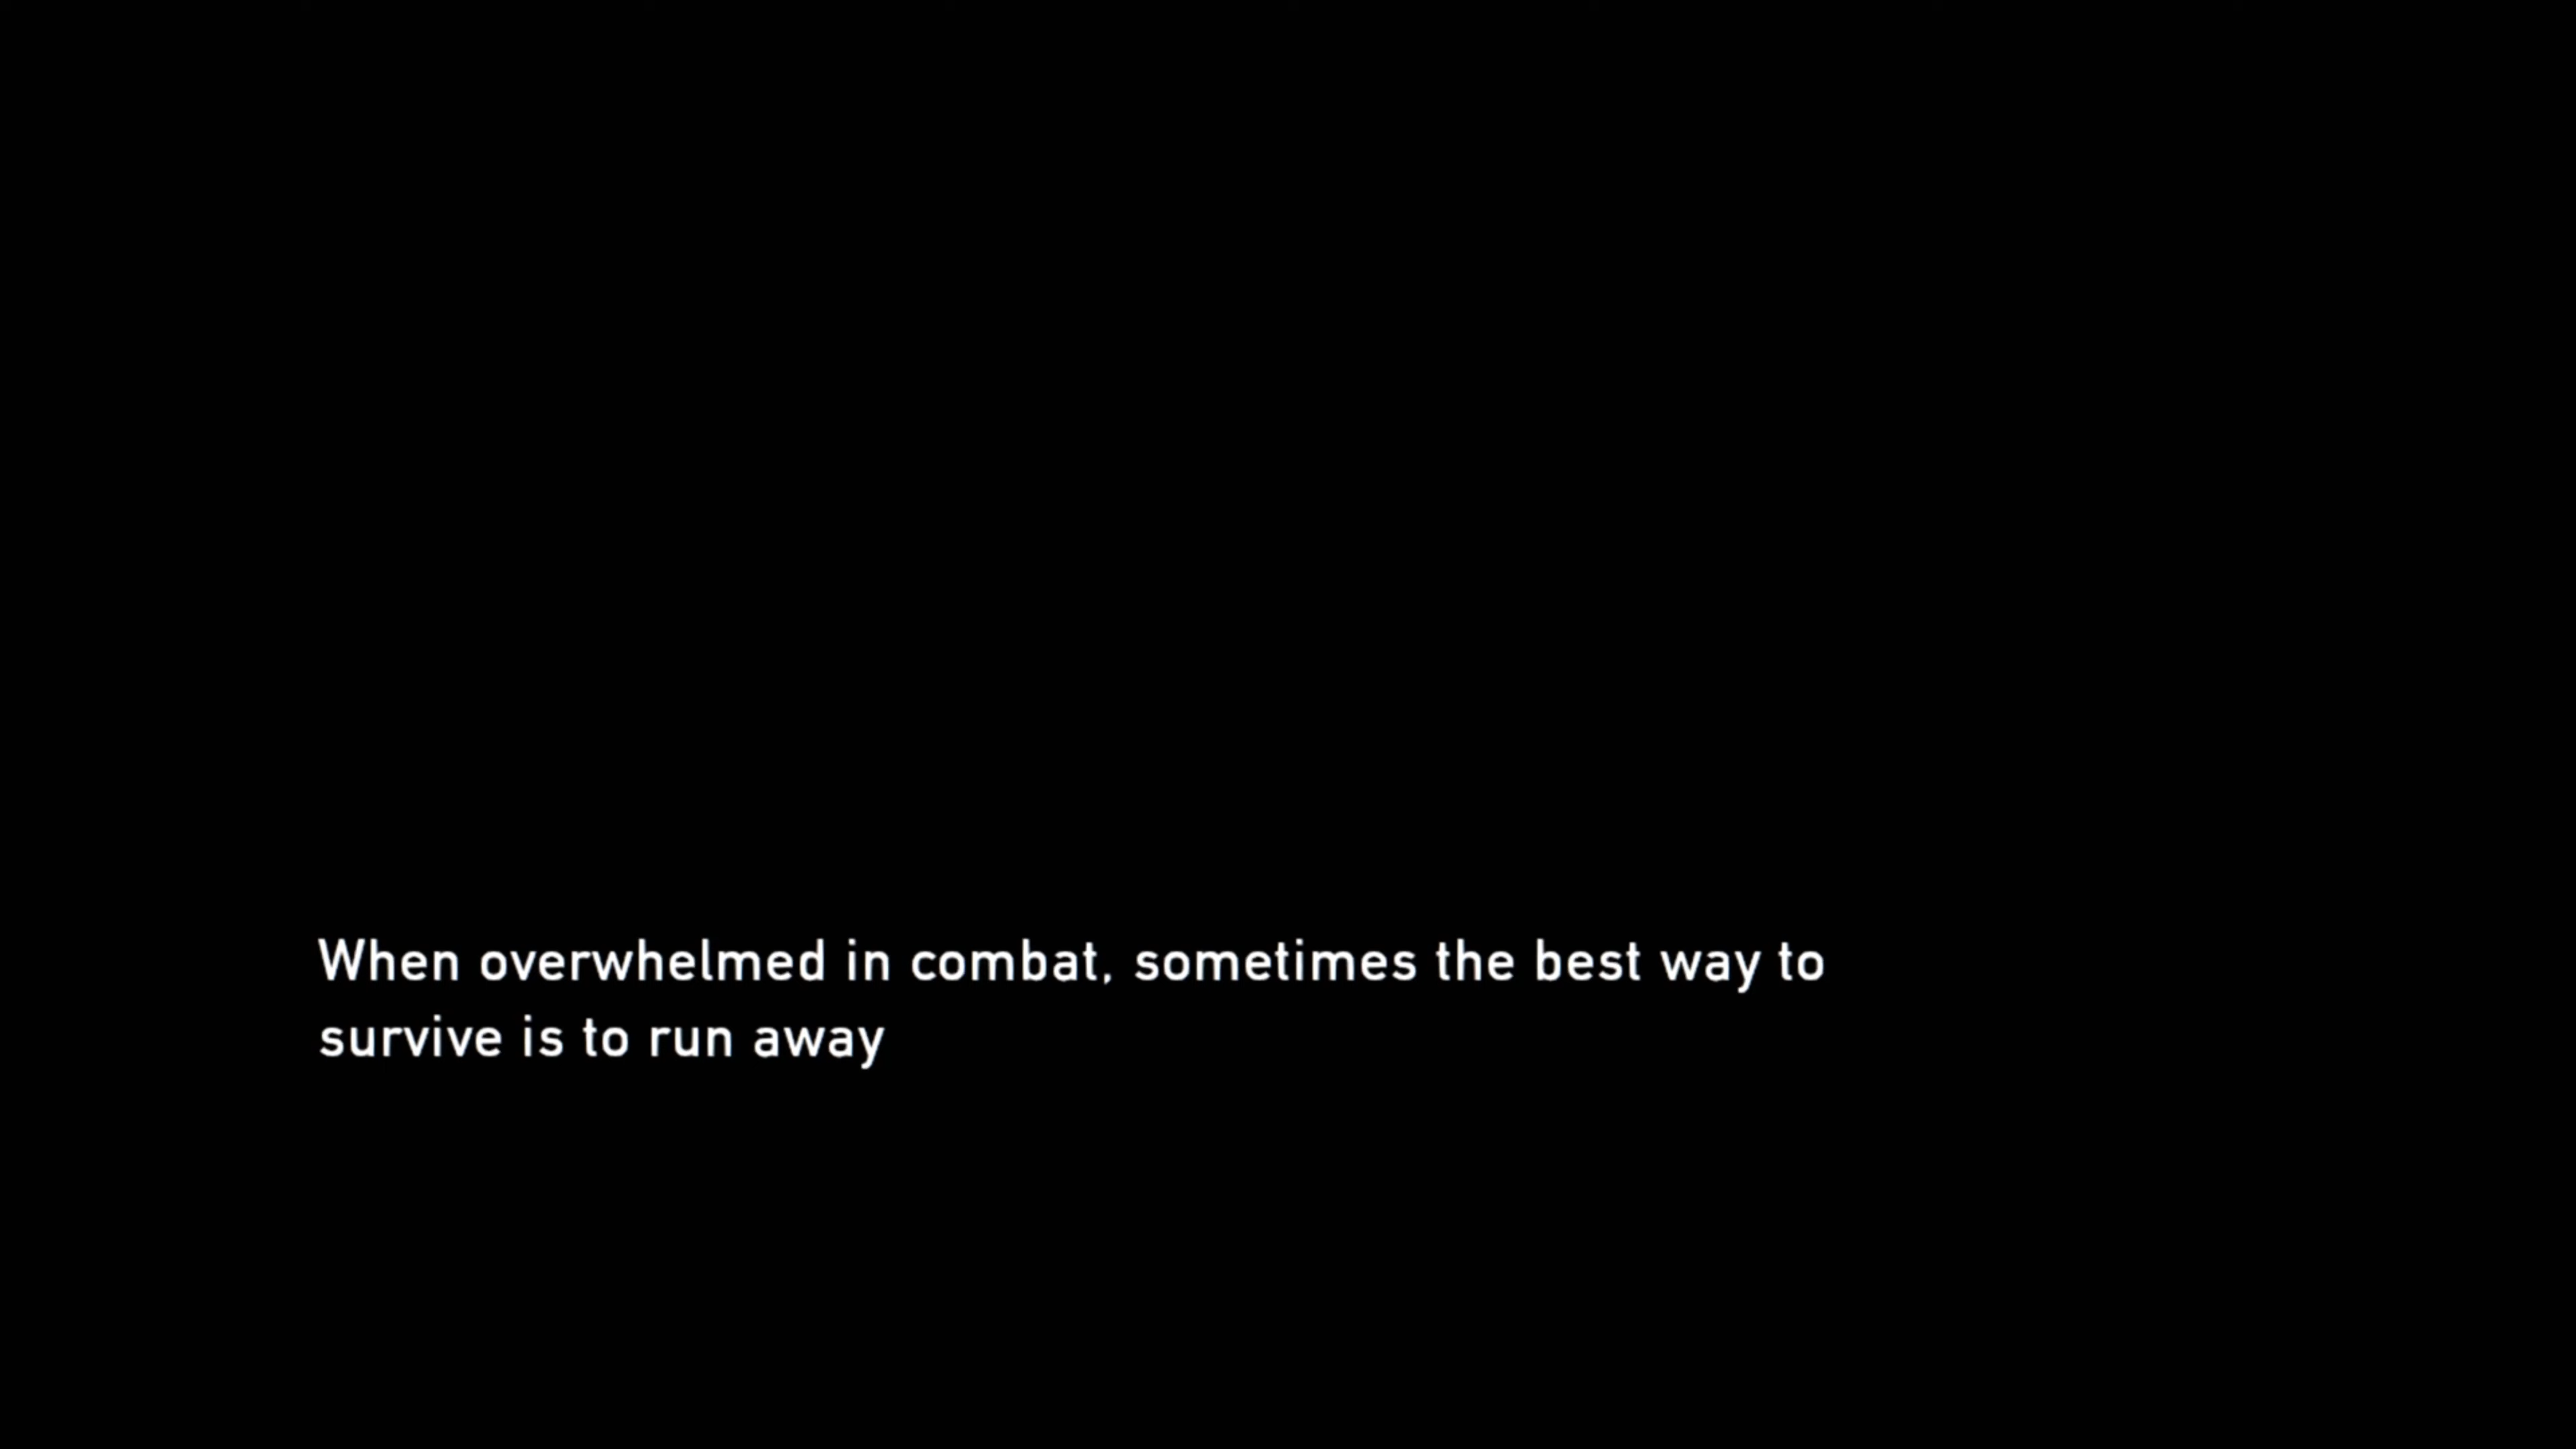 When overwhelmed in combat, sometimes the best way to
survive is to run away